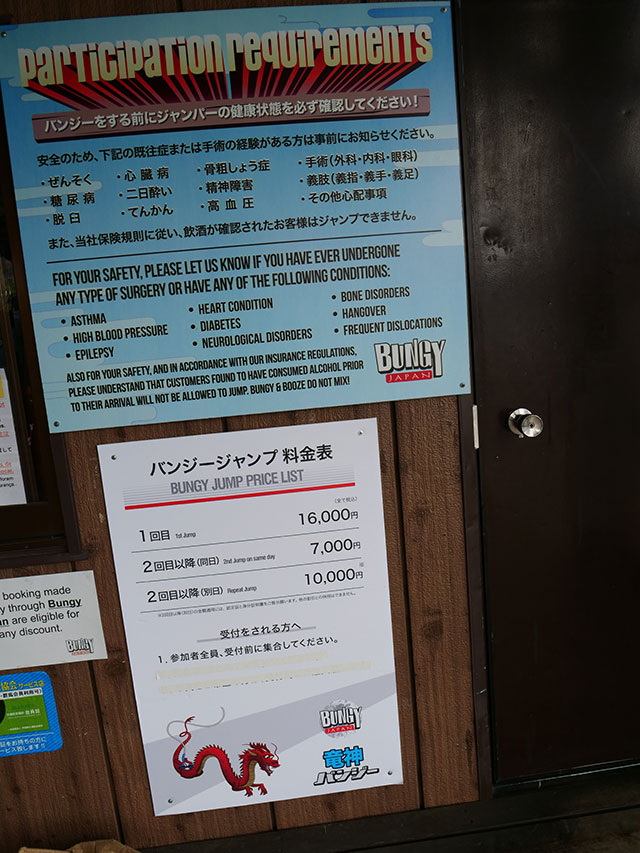 participation requirements
バンジーをする前にジャンパーの健康状態を必ず確認してください！
安全のため、下記の既往症または手術の経験がある方は事前にお知らせください。
・ぜんそく ・心臓病 ・骨粗しょう症 ・手術（外科・内科・眼科）
・糖尿病 ・二日酔い ・精神障害 ・義肢（義指・義手・義足）
・脱臼 ・てんかん ・高血圧 ・その他心配事項
また、当社保険規則に従い、飲酒が確認されたお客様はジャンプできません。
FOR YOUR SAFETY, PLEASE LET US KNOW IF YOU HAVE EVER UNDERGONE
ANY TYPE OF SURGERY OR HAVE ANY OF THE FOLLOWING CONDITIONS:
• ASTHMA • HEART CONDITION • BONE DISORDERS
• HIGH BLOOD PRESSURE • DIABETES • HANGOVER
• EPILEPSY • NEUROLOGICAL DISORDERS • FREQUENT DISLOCATIONS
ALSO FOR YOUR SAFETY, AND IN ACCORDANCE WITH OUR INSURANCE REGULATIONS,
PLEASE UNDERSTAND THAT CUSTOMERS FOUND TO HAVE CONSUMED ALCOHOL PRIOR
TO THEIR ARRIVAL WILL NOT BE ALLOWED TO JUMP. BUNGY & BOOZE DO NOT MIX!
BUNGY
JAPAN
バンジージャンプ 料金表
BUNGY JUMP PRICE LIST
（全て税込）
1回目 1st Jump 16,000円
2回目以降（同日） 2nd Jump on same day 7,000円
2回目以降（別日） Repeat Jump 10,000円
受付をされる方へ
1. 参加者全員、受付前に集合してください。
BUNGY
JAPAN
竜神
バンジー
booking made
y through Bungy
an are eligible for
any discount.
BUNGY